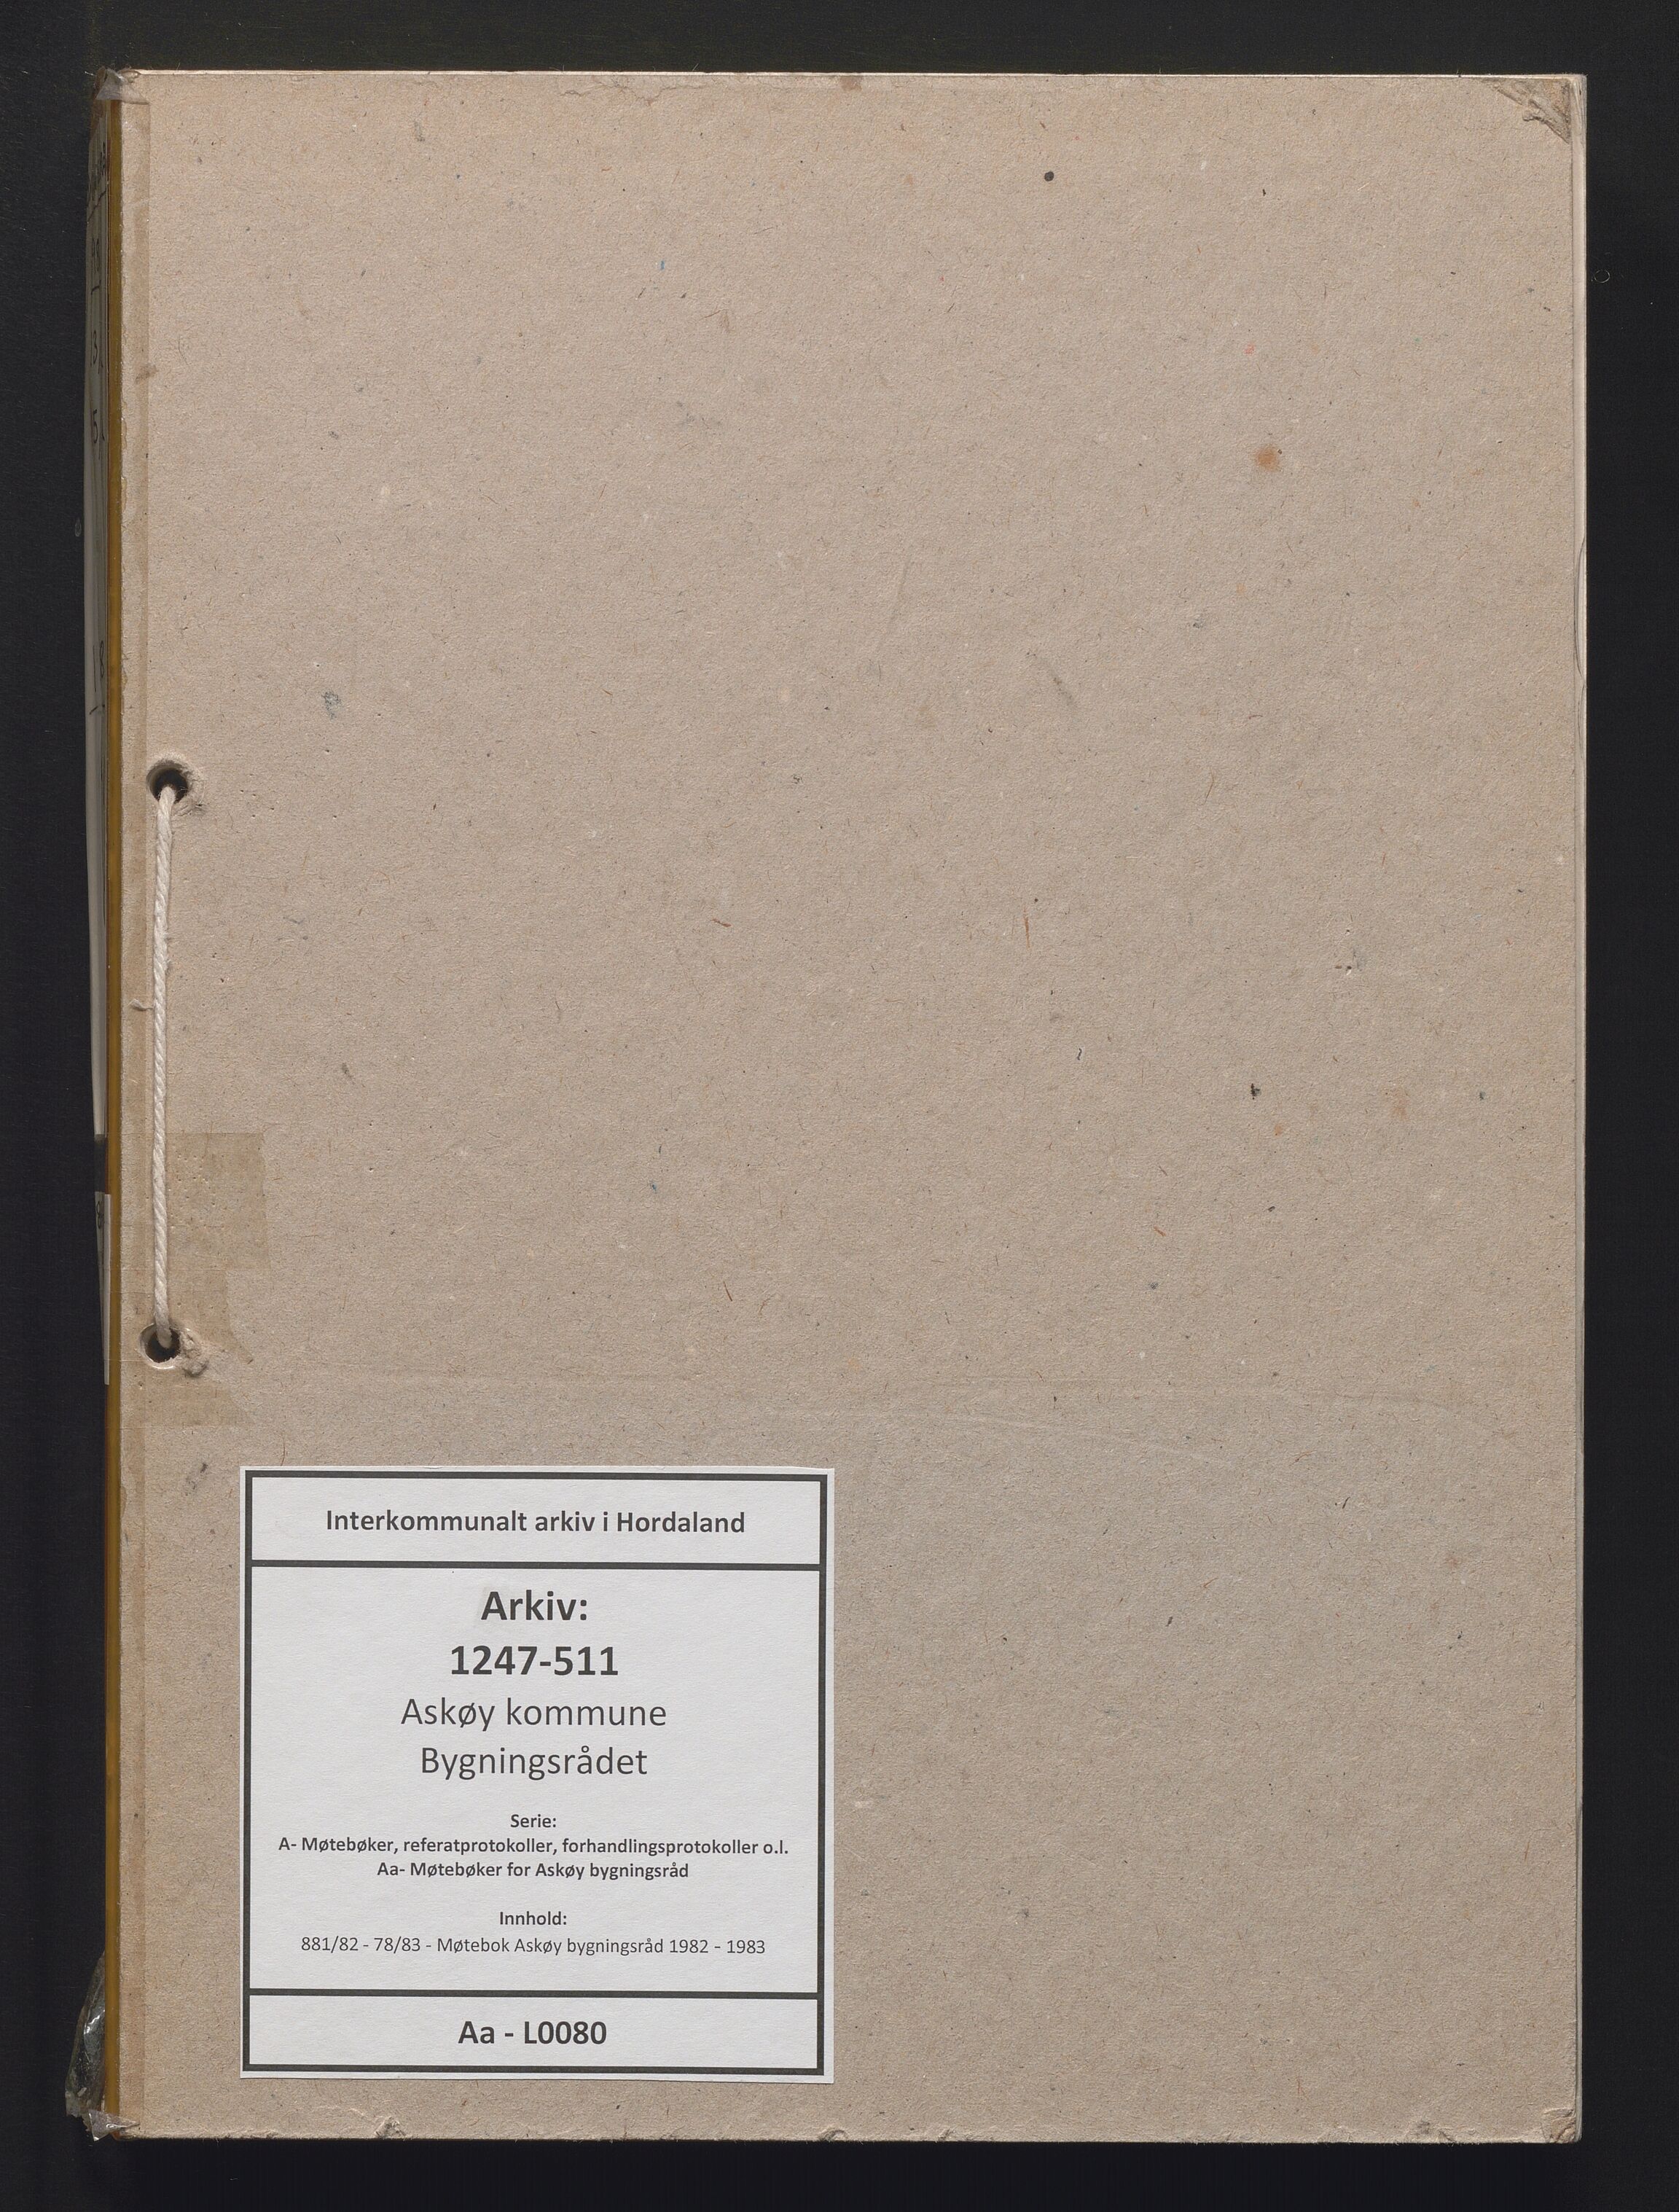 Interkommunalt arkiv i Hordaland
Arkiv:
1247-511
Askøy kommune
Bygningsrådet
Serie:
A- Møtebøker, referatprotokoller, forhandlingsprotokoller o.l.
Aa- Møtebøker for Askøy bygningsråd
Innhold:
881/82 - 78/83 - Møtebok Askøy bygningsråd 1982 - 1983
Aa - L0080